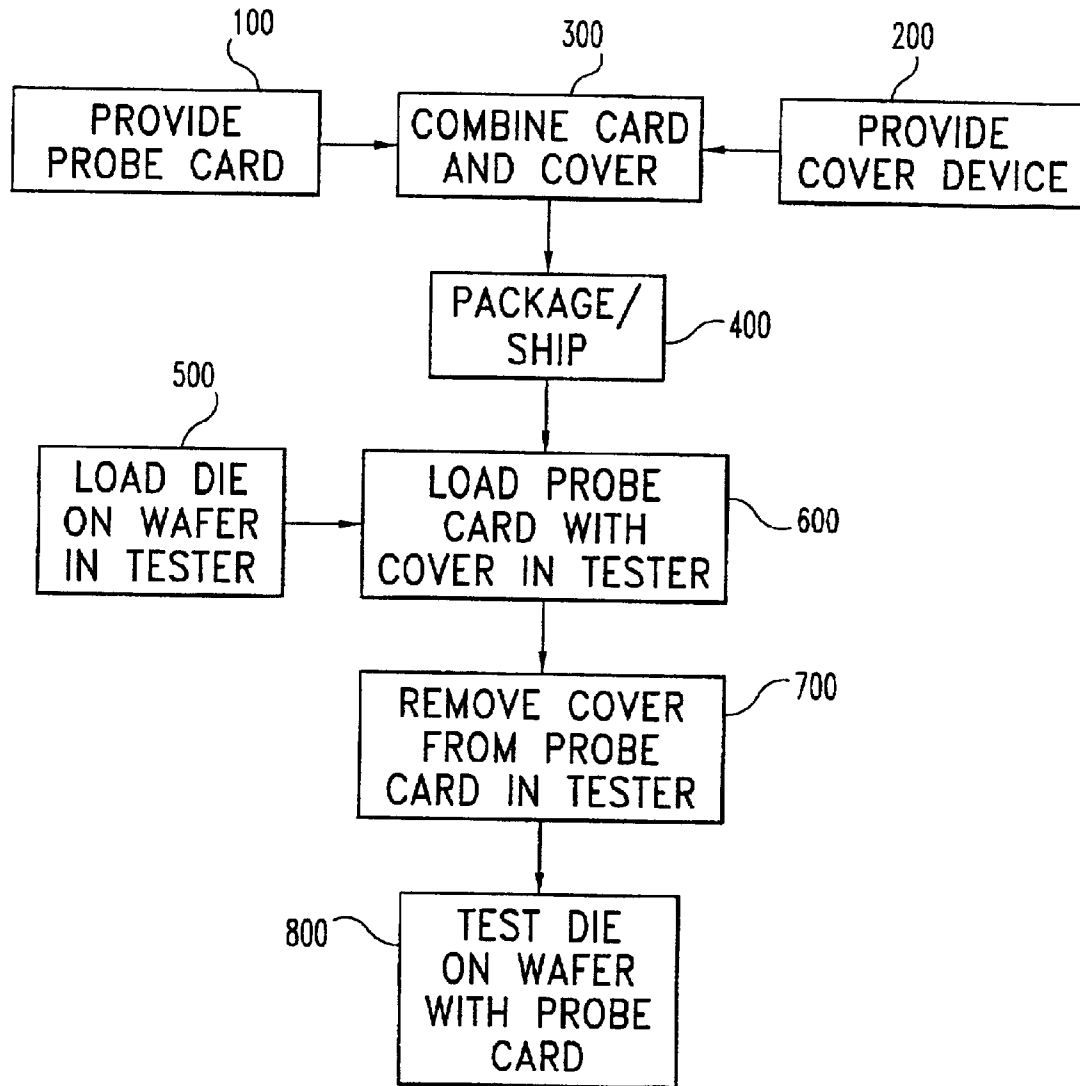 100
PROVIDE
PROBE CARD
300
COMBINE CARD
AND COVER
200
PROVIDE
COVER DEVICE
PACKAGE/
SHIP
400
500
LOAD DIE
ON WAFER
IN TESTER
LOAD PROBE
CARD WITH
COVER IN TESTER
600
REMOVE COVER
FROM PROBE
CARD IN TESTER
700
800
TEST DIE
ON WAFER
WITH PROBE
CARD